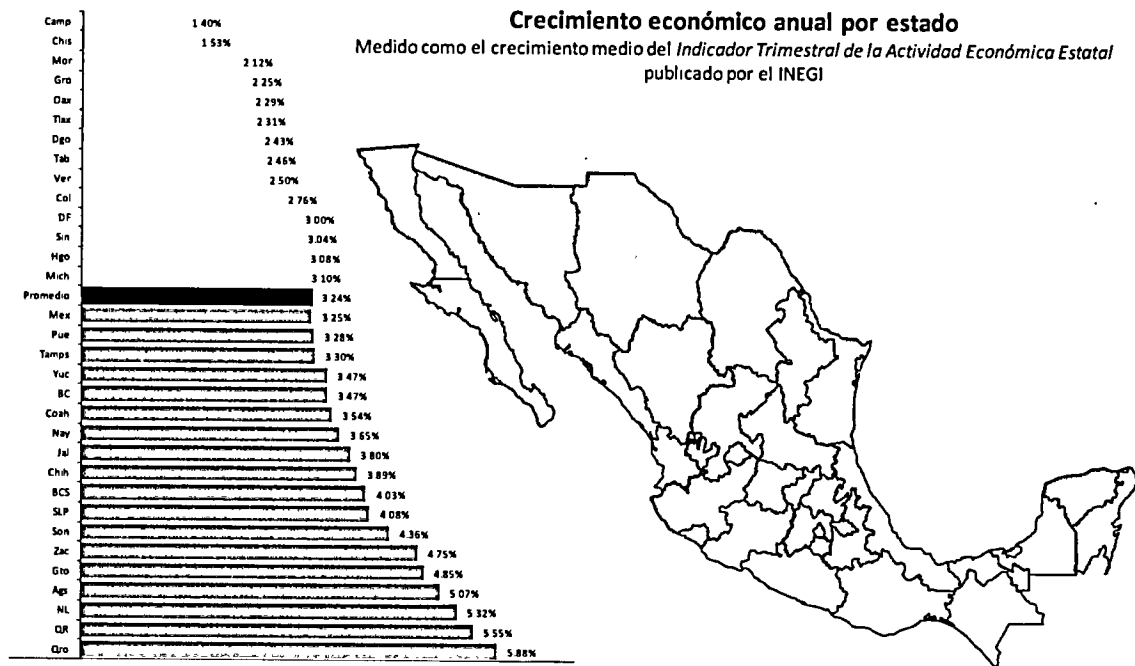 Crecimiento económico anual por estado
Medido como el crecimiento medio del Indicador Trimestral de la Actividad Económica Estatal
publicado por el INEGI
Camp 1 40%
Chis 1 53%
Mor 2 12%
Gro 2 25%
Oax 2 29%
Tlax 2 31%
Dgo 2 43%
Tab 2 46%
Ver 2 50%
Col 2 76%
DF 3 00%
Sin 3.04%
Hgo 3 08%
Mich 3 10%
Promedio 3 24%
Mex 3 25%
Pue 3 28%
Tamps 3 30%
Yuc 3 47%
BC 3 47%
Coah 3 54%
Nay 3 65%
Jal 3 80%
Chih 3 89%
BCS 4 03%
SLP 4 08%
Son 4.36%
Zac 4 75%
Gto 4 85%
Ags 5 07%
NL 5 32%
QR 5 55%
Qro 5 88%